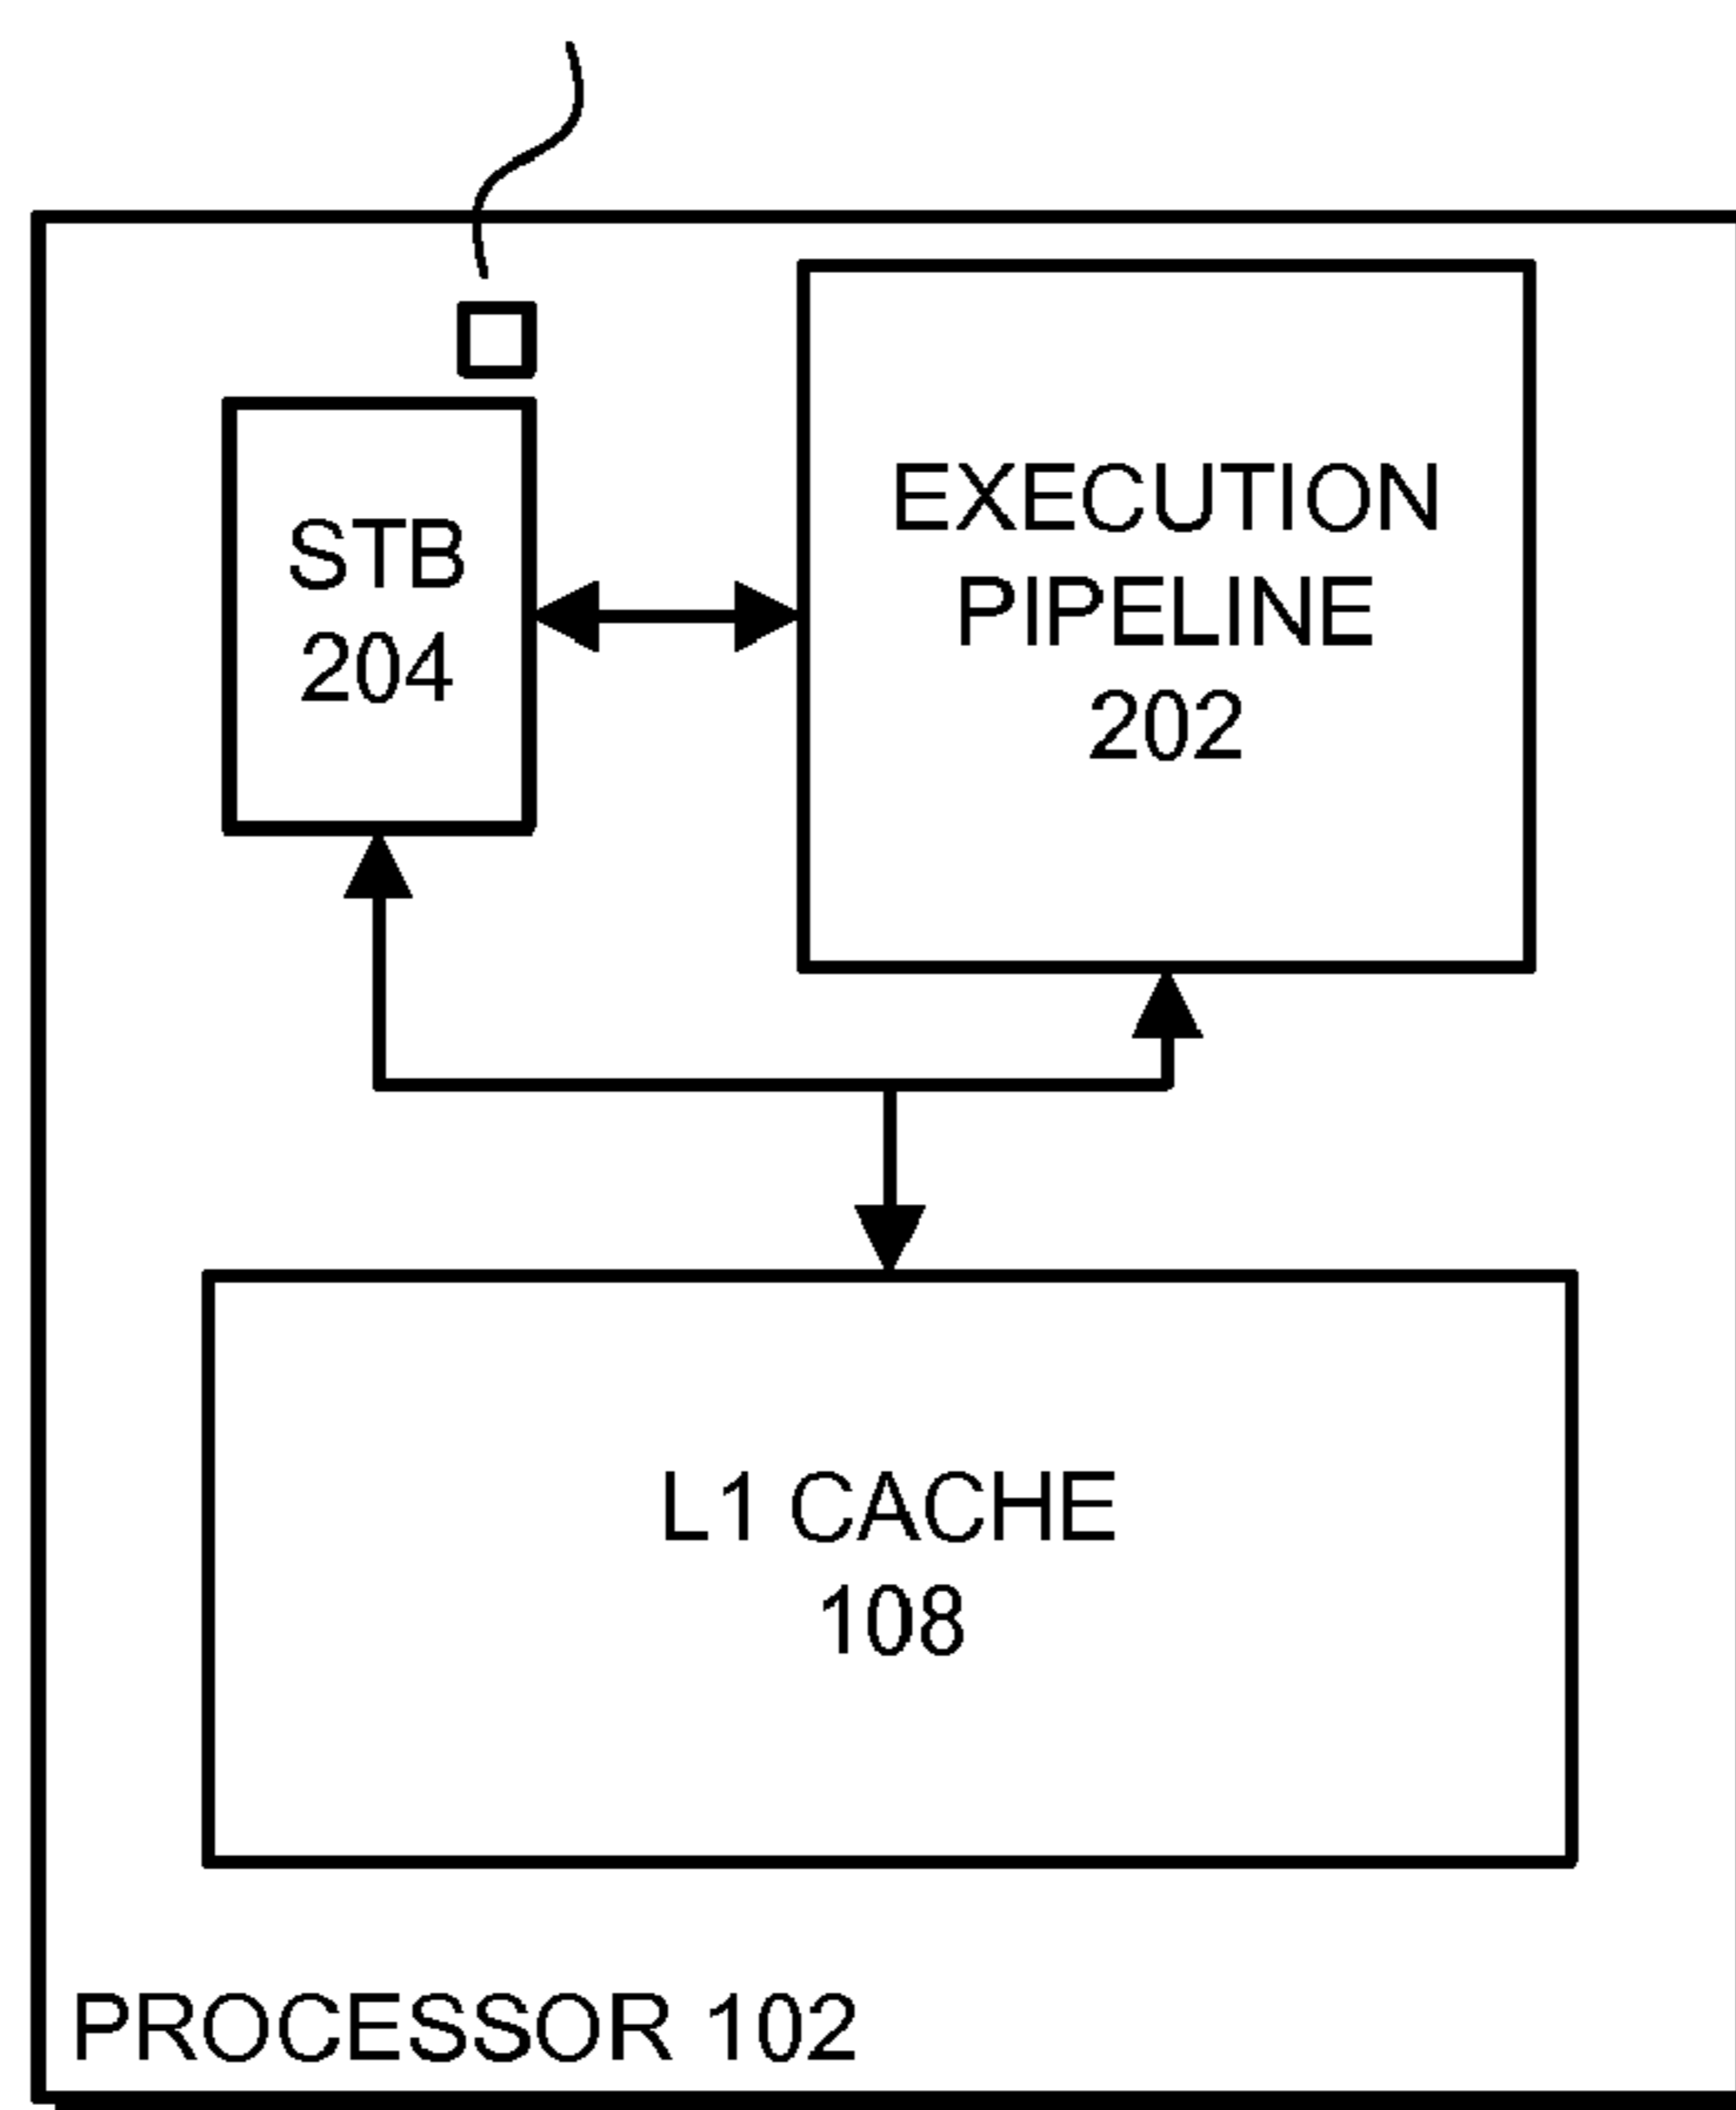 STB
204
EXECUTION
PIPELINE
202
L1 CACHE
108
PROCESSOR 102